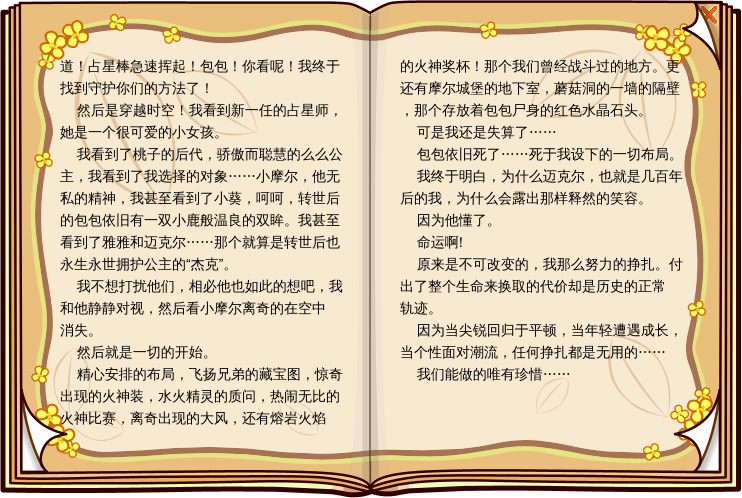 道！占星棒急速挥起！包包！你看呢！我终于
找到守护你们的方法了！
然后是穿越时空！我看到新一任的占星师，
她是一个很可爱的小女孩。
我看到了桃子的后代，骄傲而聪慧的么么公
主，我看到了我选择的对象……小摩尔，他无
私的精神，我甚至看到了小葵，呵呵，转世后
的包包依旧有一双小鹿般温良的双眸。我甚至
看到了雅雅和迈克尔……那个就算是转世后也
永生永世拥护公主的“杰克”。
我不想打扰他们，相必他也如此的想吧，我
和他静静对视，然后看小摩尔离奇的在空中
消失。
然后就是一切的开始。
精心安排的布局，飞扬兄弟的藏宝图，惊奇
出现的火神装，水火精灵的质问，热闹无比的
火神比赛，离奇出现的大风，还有熔岩火焰
的火神奖杯！那个我们曾经战斗过的地方。更
还有摩尔城堡的地下室，蘑菇洞的一墙的隔壁
，那个存放着包包尸身的红色水晶石头。
可是我还是失算了……
包包依旧死了……死于我设下的一切布局。
我终于明白，为什么迈克尔，也就是几百年
后的我，为什么会露出那样释然的笑容。
因为他懂了。
命运啊!
原来是不可改变的，我那么努力的挣扎。付
出了整个生命来换取的代价却是历史的正常
轨迹。
因为当尖锐回归于平顿，当年轻遭遇成长，
当个性面对潮流，任何挣扎都是无用的……
我们能做的唯有珍惜……